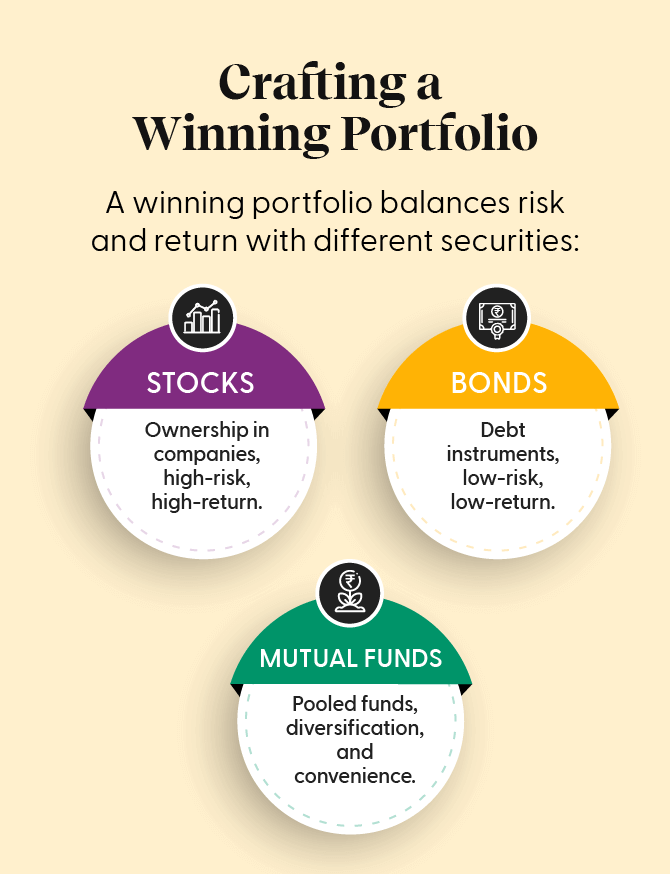 Crafting a
Winning Portfolio
A winning portfolio balances risk
and return with different securities:
STOCKS
Ownership in
companies,
high-risk,
high-return.
BONDS
Debt
instruments,
low-risk,
low-return.
MUTUAL FUNDS
Pooled funds,
diversification,
and
convenience.